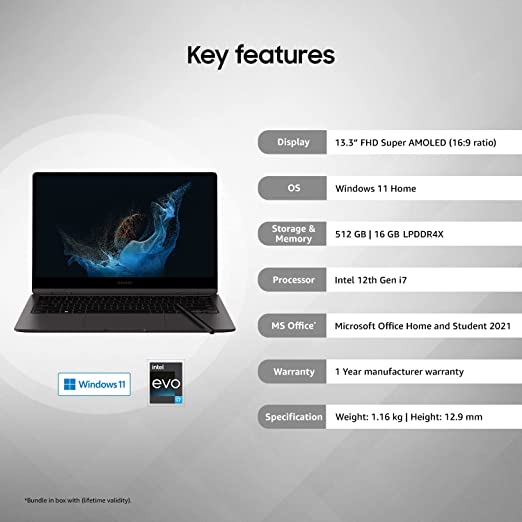 Key features
Display
13.3" FHD Super AMOLED (16:9 ratio)
OS
Windows 11 Home
Storage &
Memory
512 GB | 16 GB LPDDR4X
Processor
Intel 12th Gen i7
MS Office*
Microsoft Office Home and Student 2021
Warranty
1 Year manufacturer warranty
Specification
Weight: 1.16 kg | Height: 12.9 mm
SAMSUNG
Windows 11
intel
evo
i7
*Bundle in box with (lifetime validity).